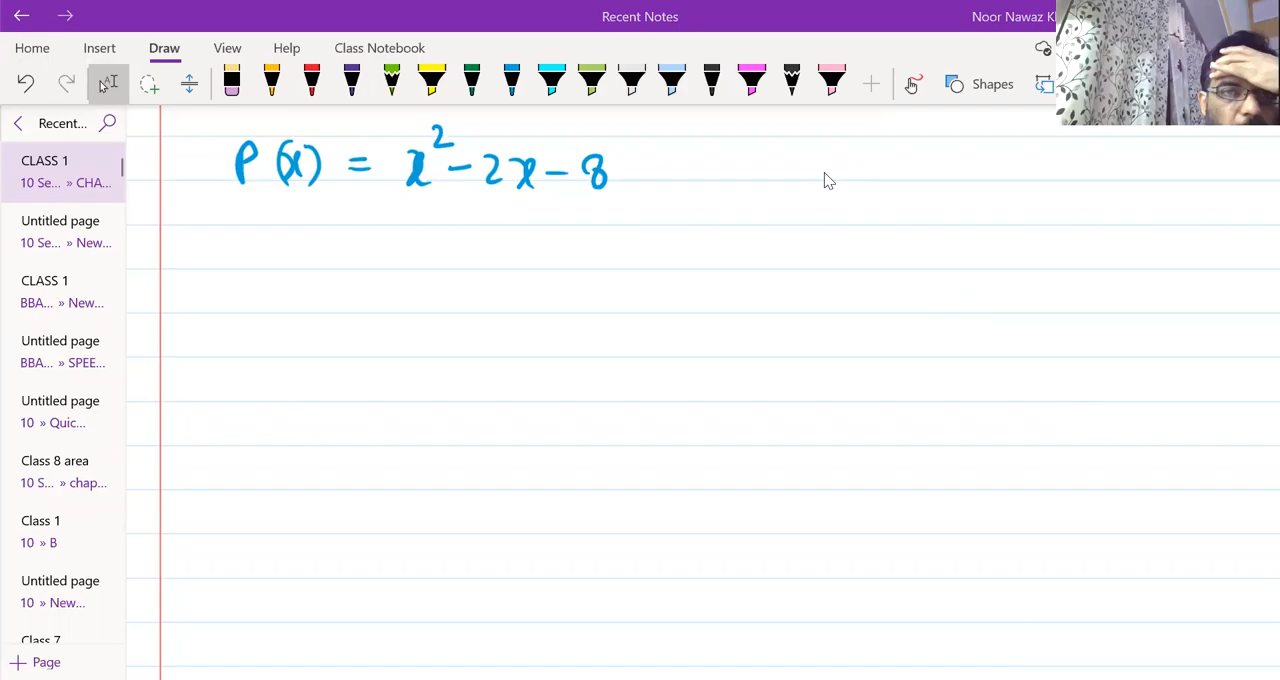 Recent Notes
Noor Nawaz K
Home Insert Draw View Help Class Notebook
Shapes
Recent...
CLASS 1
10 Se... » CHA...
Untitled page
10 Se... » New...
CLASS 1
BBA... » New...
Untitled page
BBA... » SPEE...
Untitled page
10 » Quic...
Class 8 area
10 S... » chap...
Class 1
10 » B
Untitled page
10 » New...
Class 7
Page
P(x) = x² - 2x - 8